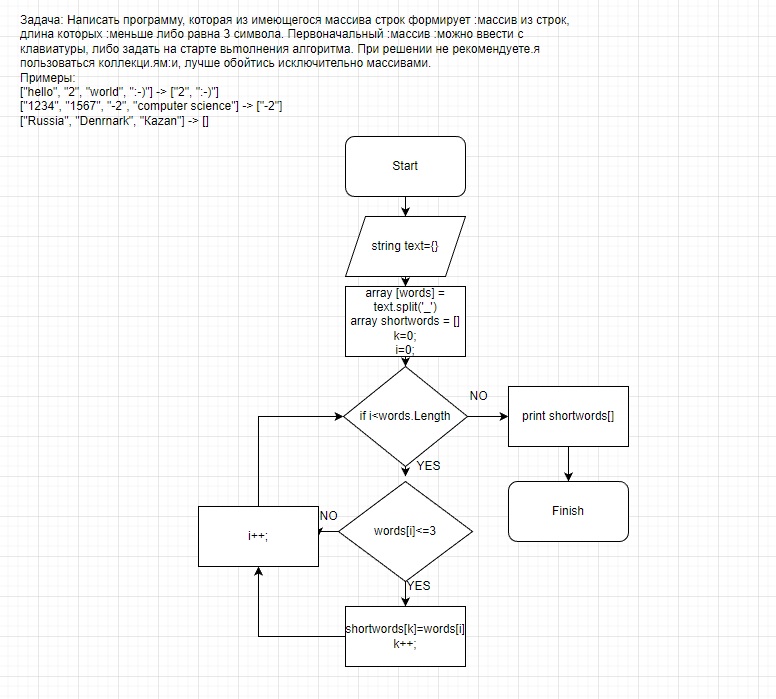 Задача: Написать программу, которая из имеющегося массива строк формирует :массив из строк,
длина которых :меньше либо равна 3 символа. Первоначальный :массив :можно ввести с
клавиатуры, либо задать на старте выmолнения алгоритма. При решении не рекомендуете.я
пользоваться коллекци.ям:и, лучше обойтись исключительно массивами.
Примеры:
["hello", "2", "world", ":-)"] -> ["2", ":-)"]
["1234", "1567", "-2", "computer science"] -> ["-2"]
["Russia", "Denrnark", "Kazan"] -> []
Start
string text={}
array [words] =
text.split('_')
array shortwords = []
k=0;
i=0;
if i<words.Length
NO
print shortwords[]
YES
Finish
words[i]<=3
NO
i++;
YES
shortwords[k]=words[i]
k++;